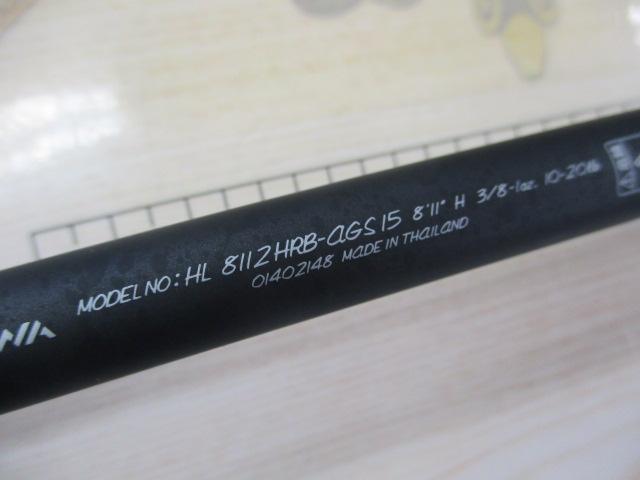 MODEL NO: HL 8112HRB-AGS15 8'11" H 3/8-1oz. 10-20lb
01402148 MADE IN THAILAND